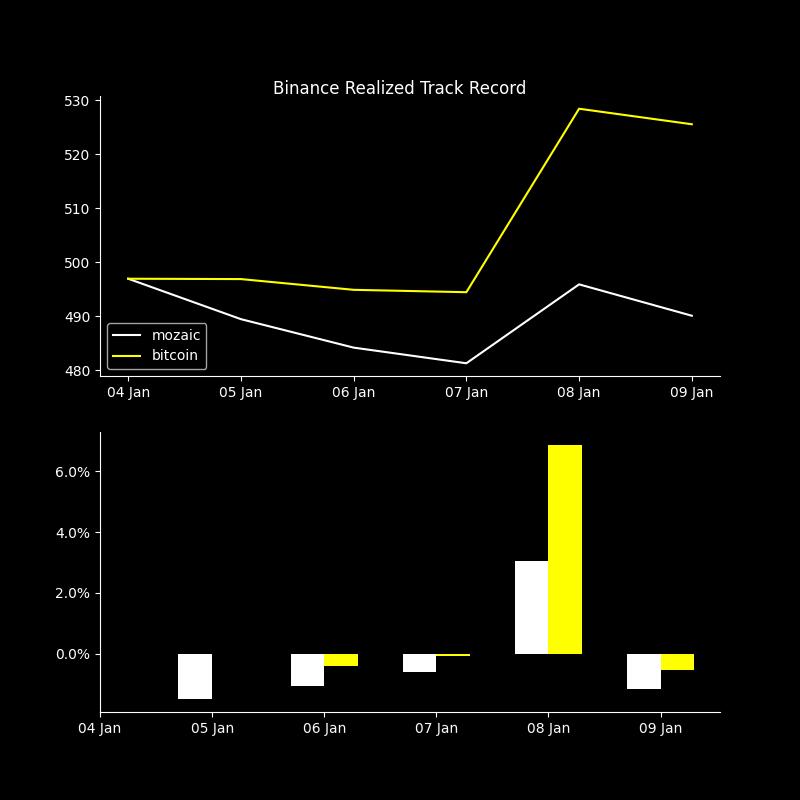 Binance Realized Track Record
530
520
510
500
490
480
mozaic
bitcoin
04 Jan 05 Jan 06 Jan 07 Jan 08 Jan 09 Jan
6.0%
4.0%
2.0%
0.0%
04 Jan 05 Jan 06 Jan 07 Jan 08 Jan 09 Jan